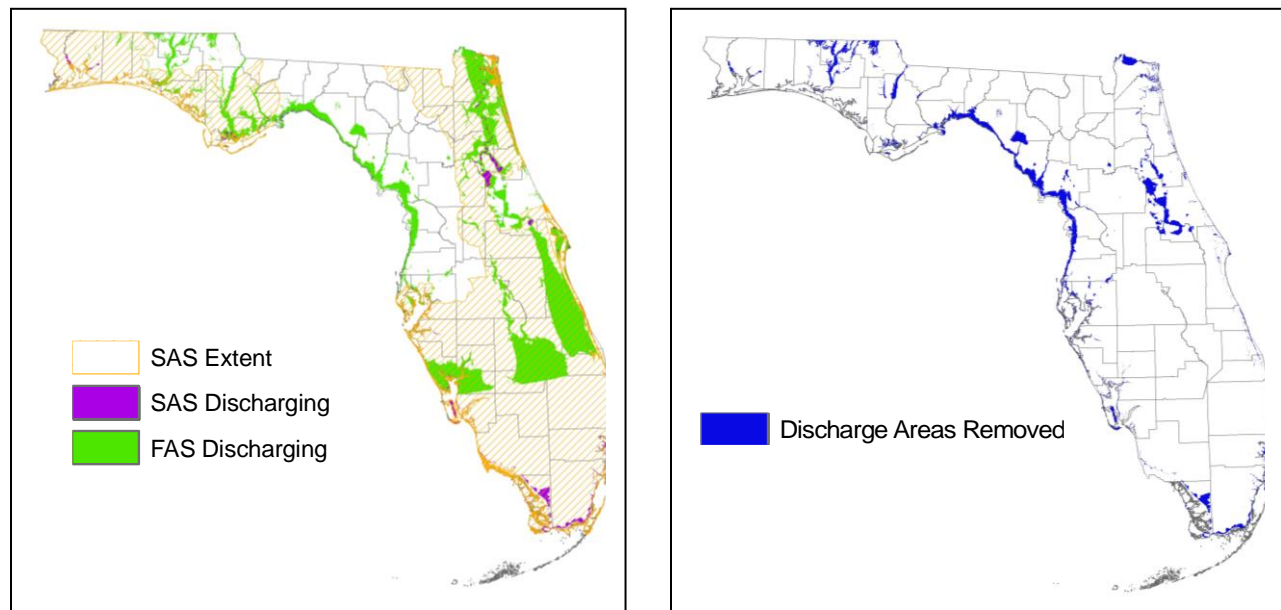 SAS Extent
SAS Discharging
FAS Discharging
Discharge Areas Removed